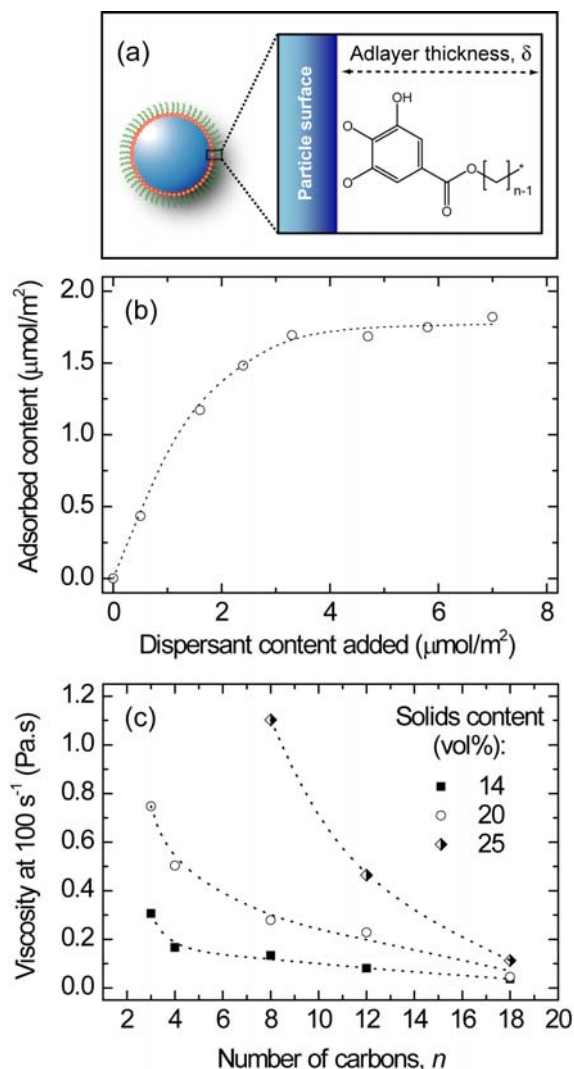 (a)
Adlayer thickness, δ
Particle surface
OH
O
O
O
O
n-1
*
(b)
Adsorbed content (μmol/m²)
2.0
1.5
1.0
0.5
0.0
0 2 4 6 8
Dispersant content added (μmol/m²)
(c)
Viscosity at 100 s⁻¹ (Pa.s)
1.2
1.0
0.8
0.6
0.4
0.2
0.0
Solids content
(vol%):
14
20
25
2 4 6 8 10 12 14 16 18 20
Number of carbons, n